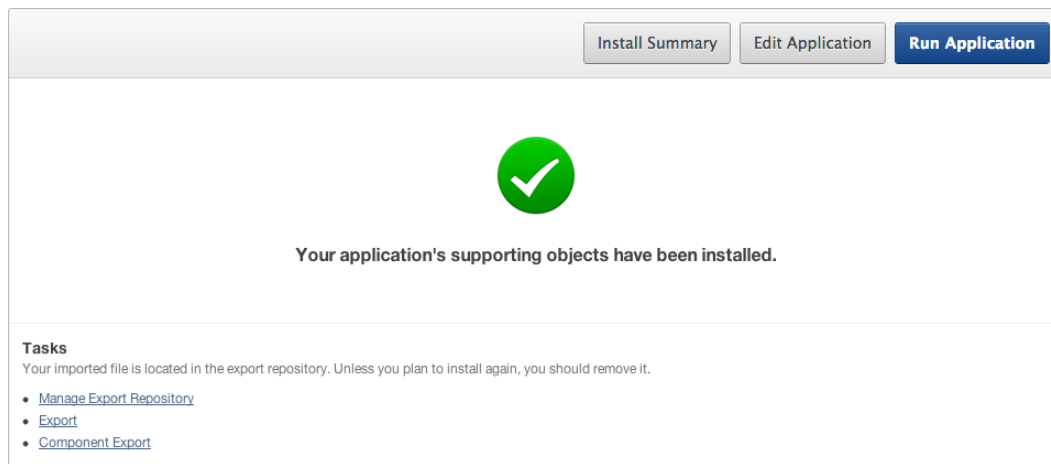 Install Summary Edit Application Run Application
Your application's supporting objects have been installed.
Tasks
Your imported file is located in the export repository. Unless you plan to install again, you should remove it.
Manage Export Repository
Export
Component Export